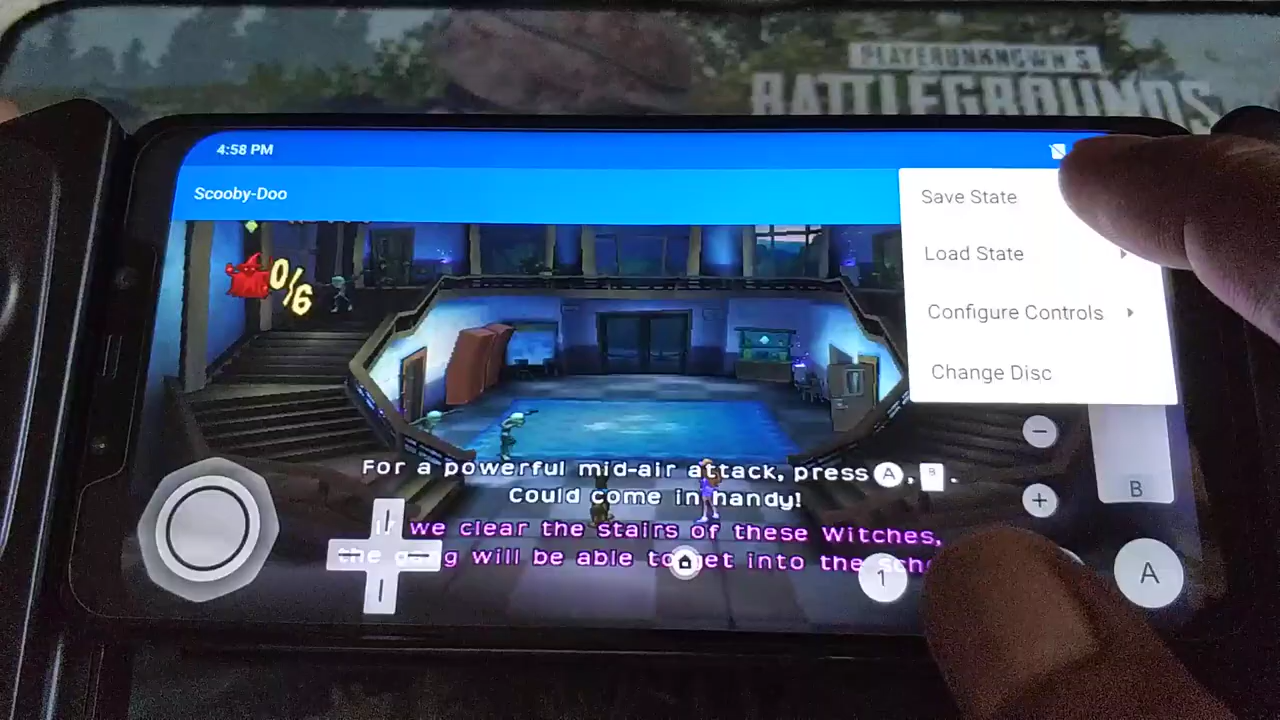 PLAYERUNKNOWN'S
BATTLEGROUNDS
4:58 PM
Scooby-Doo
Save State
Load State
Configure Controls
Change Disc
0/6
For a powerful mid-air attack, press A, B.
Could come in handy!
we clear the stairs of these Witches,
the gang will be able to get into the
B
1
A